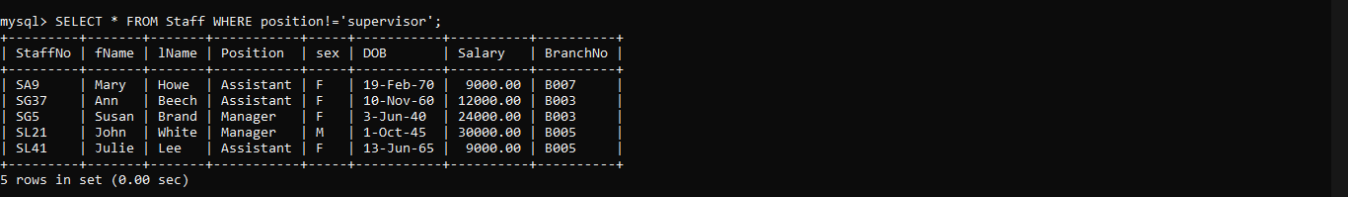 mysql> SELECT * FROM Staff WHERE position!='supervisor';
+---------+-------+-------+-----------+-----+-----------+----------+----------+
| StaffNo | fName | lName | Position  | sex | DOB       | Salary   | BranchNo |
+---------+-------+-------+-----------+-----+-----------+----------+----------+
| SA9     | Mary  | Howe  | Assistant | F   | 19-Feb-70 |  9000.00 | B007     |
| SG37    | Ann   | Beech | Assistant | F   | 10-Nov-60 | 12000.00 | B003     |
| SG5     | Susan | Brand | Manager   | F   | 3-Jun-40  | 24000.00 | B003     |
| SL21    | John  | White | Manager   | M   | 1-Oct-45  | 30000.00 | B005     |
| SL41    | Julie | Lee   | Assistant | F   | 13-Jun-65 |  9000.00 | B005     |
+---------+-------+-------+-----------+-----+-----------+----------+----------+
5 rows in set (0.00 sec)